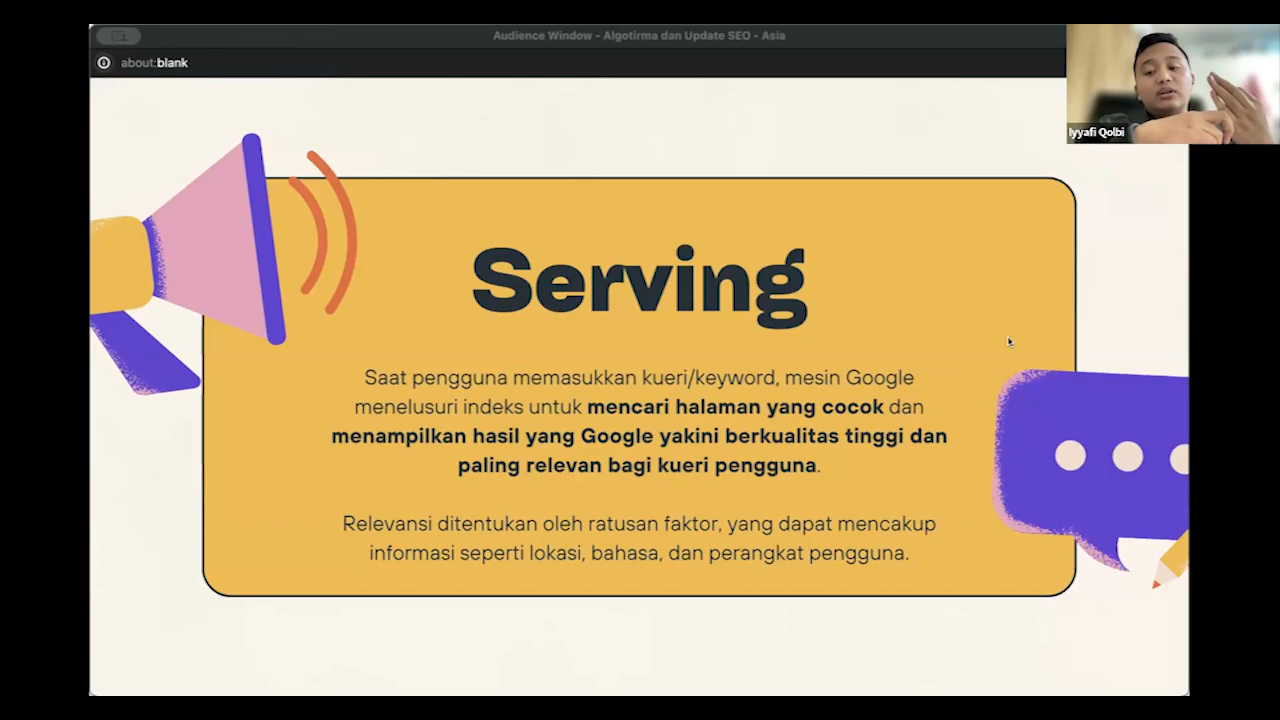 Audience Window - Algotirma dan Update SEO - Asia
about:blank
Iyyafi Qolbi
Serving
Saat pengguna memasukkan kueri/keyword, mesin Google
menelusuri indeks untuk mencari halaman yang cocok dan
menampilkan hasil yang Google yakini berkualitas tinggi dan
paling relevan bagi kueri pengguna.
Relevansi ditentukan oleh ratusan faktor, yang dapat mencakup
informasi seperti lokasi, bahasa, dan perangkat pengguna.